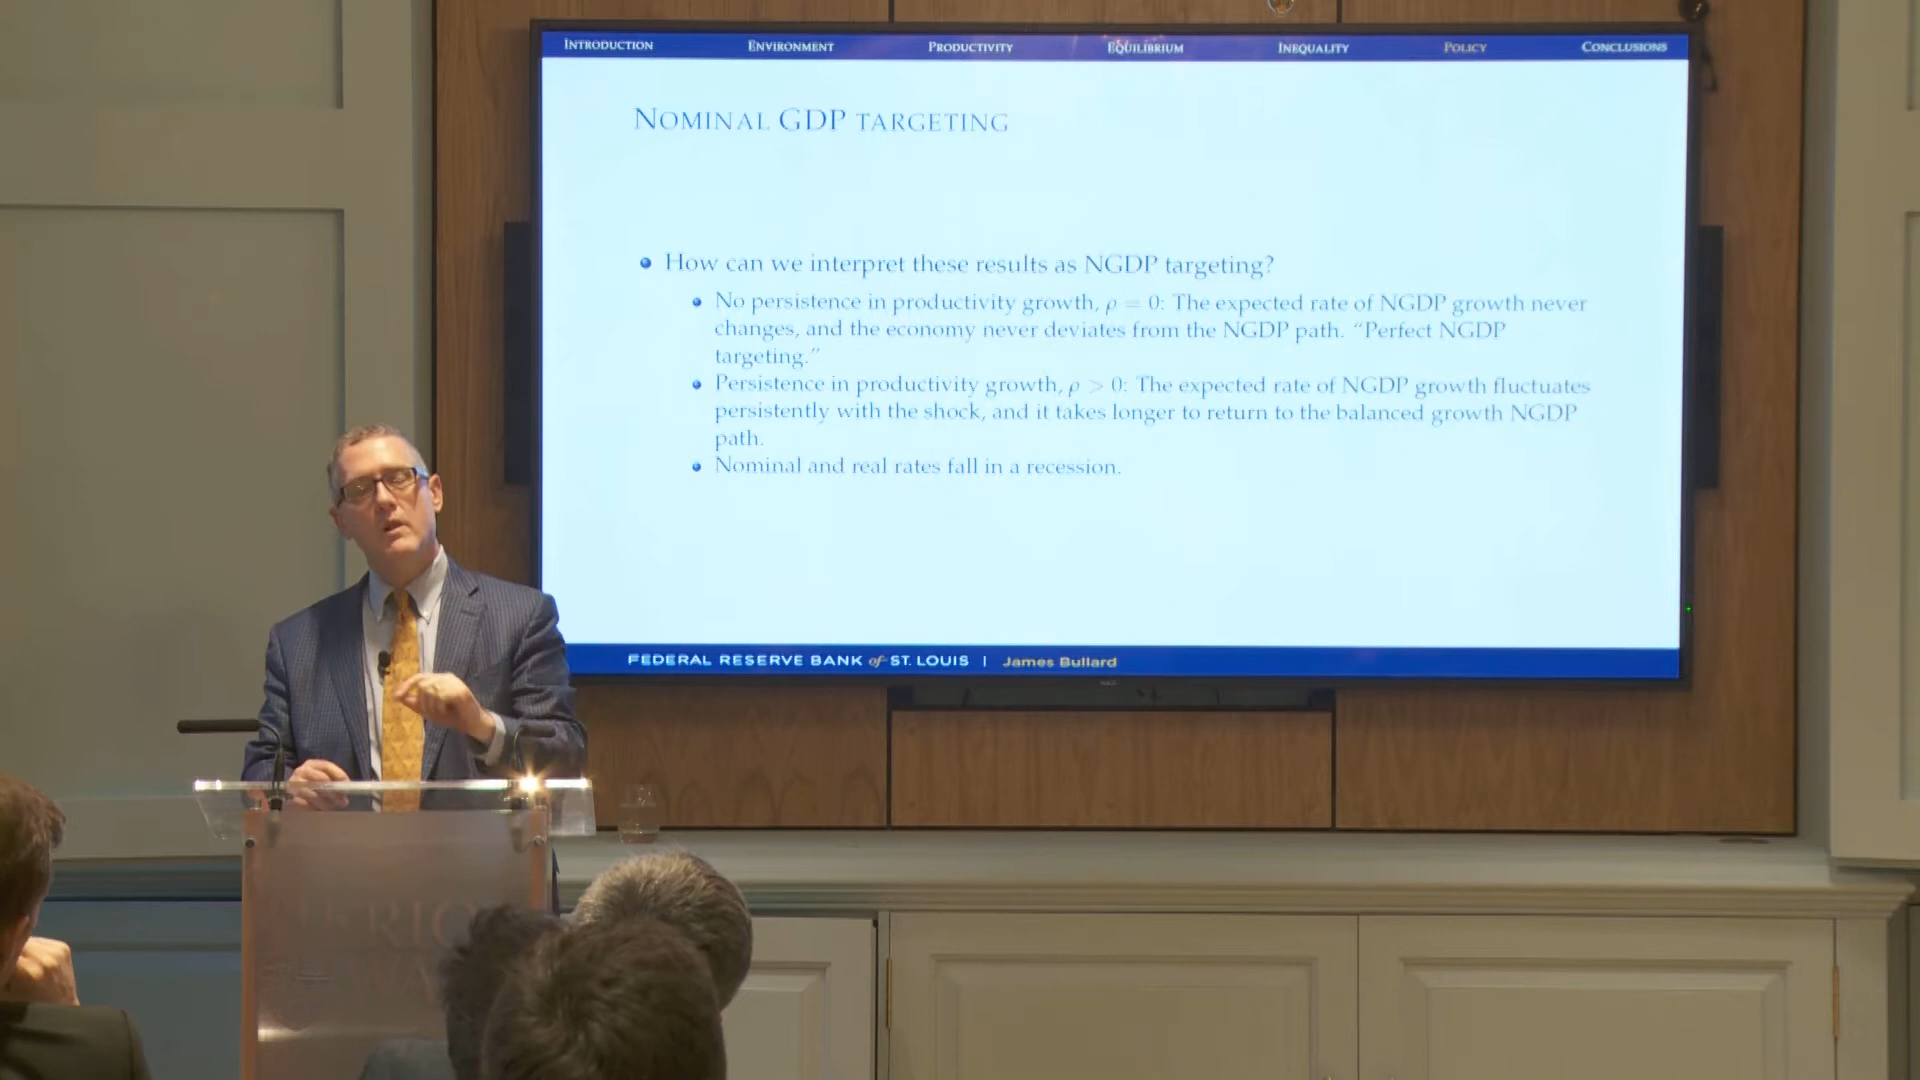 INTRODUCTION ENVIRONMENT PRODUCTIVITY EQUILIBRIUM INEQUALITY POLICY CONCLUSIONS
NOMINAL GDP TARGETING
How can we interpret these results as NGDP targeting?
No persistence in productivity growth, ρ = 0: The expected rate of NGDP growth never
changes, and the economy never deviates from the NGDP path. “Perfect NGDP
targeting.”
Persistence in productivity growth, ρ > 0: The expected rate of NGDP growth fluctuates
persistently with the shock, and it takes longer to return to the balanced growth NGDP
path.
Nominal and real rates fall in a recession.
FEDERAL RESERVE BANK of ST. LOUIS | James Bullard